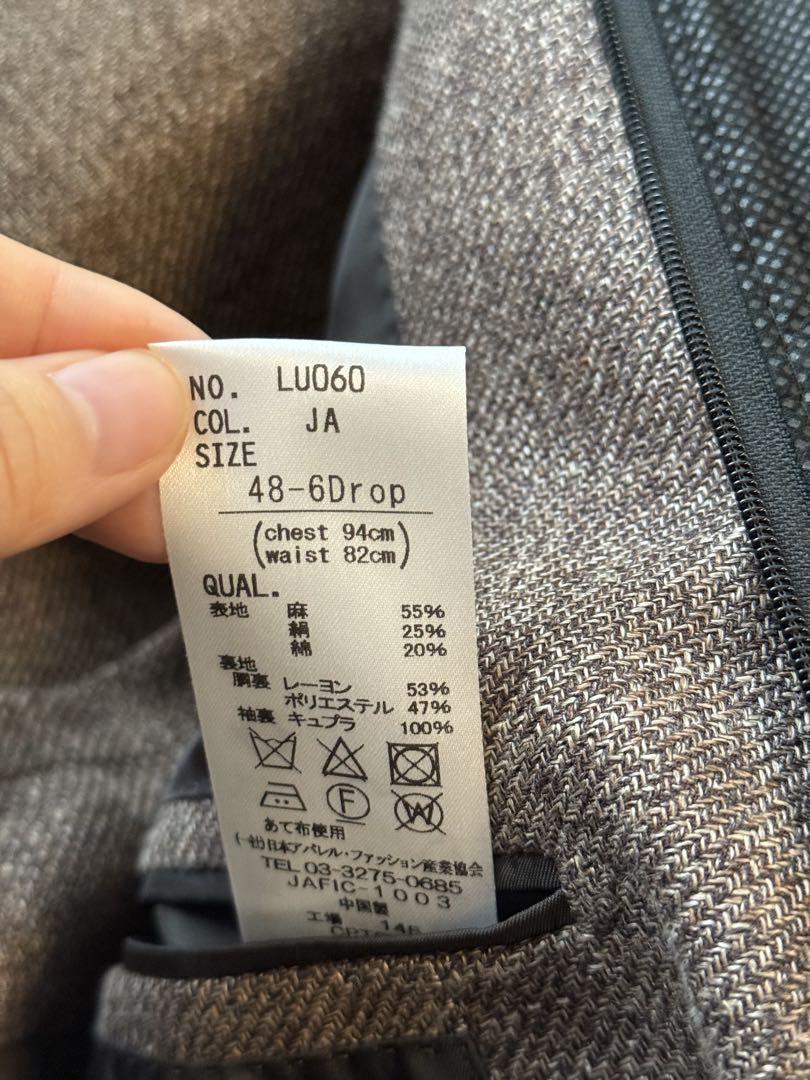 NO. LU060
COL. JA
SIZE
48-6Drop
(chest 94cm
waist 82cm)
QUAL.
表地 麻 55%
絹 25%
綿 20%
裏地
胴裏 レーヨン 53%
ポリエステル 47%
袖裏 キュプラ 100%
F W
あて布使用
(一社)日本アパレル・ファッション産業協会
TEL 03-3275-0685
JAFIC-1003
中国製
工場